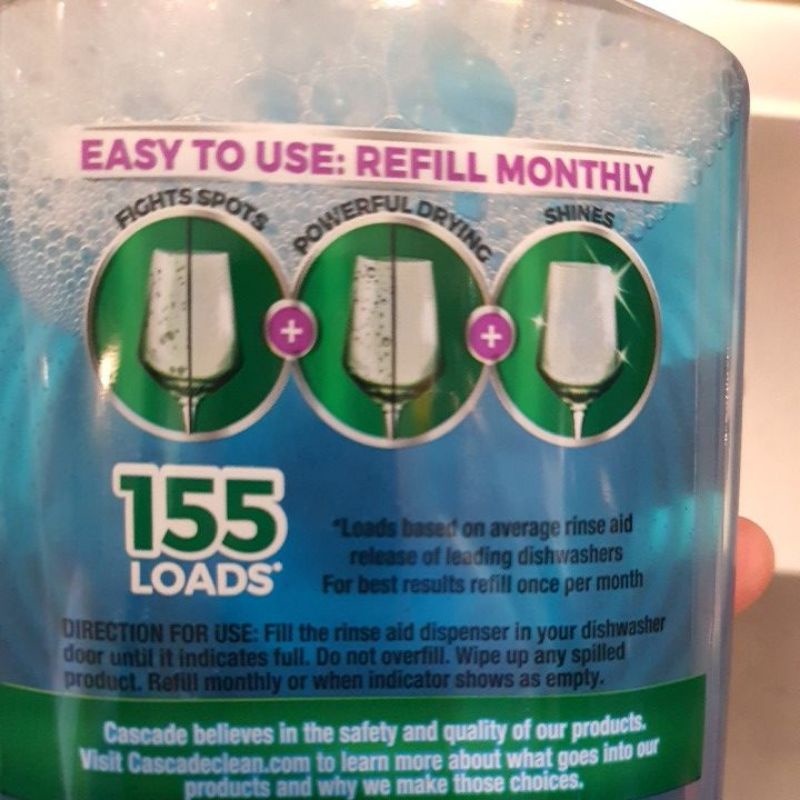 EASY TO USE: REFILL MONTHLY
FIGHTS SPOTS
POWERFUL DRYING
SHINES
+
+
155
LOADS*
*Loads based on average rinse aid
release of leading dishwashers
For best results refill once per month
DIRECTION FOR USE: Fill the rinse aid dispenser in your dishwasher
door until it indicates full. Do not overfill. Wipe up any spilled
product. Refill monthly or when indicator shows as empty.
Cascade believes in the safety and quality of our products.
Visit Cascadeclean.com to learn more about what goes into our
products and why we make those choices.